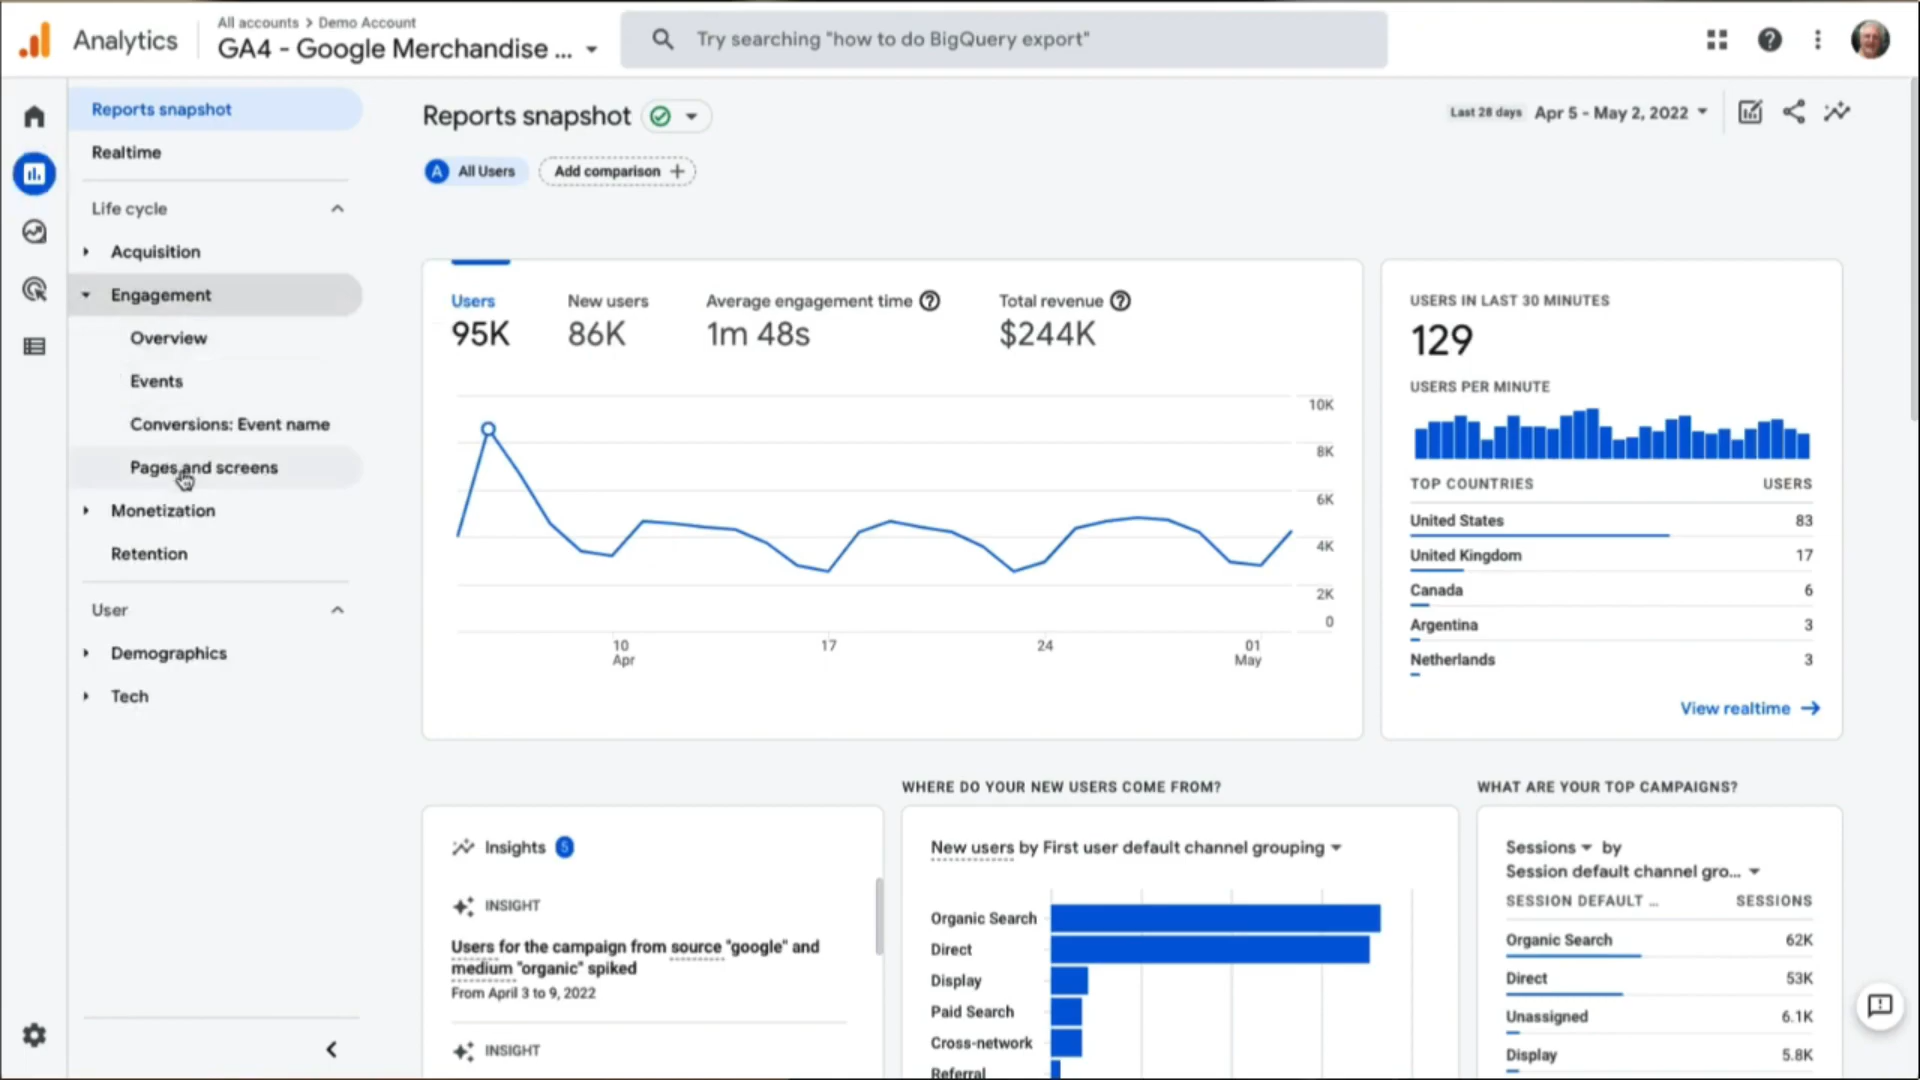 Analytics
All accounts > Demo Account
GA4 - Google Merchandise ...
Try searching "how to do BigQuery export"
Reports snapshot
Realtime
Life cycle
Acquisition
Engagement
Overview
Events
Conversions: Event name
Pages and screens
Monetization
Retention
User
Demographics
Tech
Reports snapshot
Last 28 days Apr 5 - May 2, 2022
A All Users
Add comparison +
Users
95K
New users
86K
Average engagement time
1m 48s
Total revenue
$244K
10K
8K
6K
4K
2K
0
10
Apr
17
24
01
May
USERS IN LAST 30 MINUTES
129
USERS PER MINUTE
TOP COUNTRIES USERS
United States 83
United Kingdom 17
Canada 6
Argentina 3
Netherlands 3
View realtime
Insights 5
INSIGHT
Users for the campaign from source "google" and
medium "organic" spiked
From April 3 to 9, 2022
INSIGHT
WHERE DO YOUR NEW USERS COME FROM?
New users by First user default channel grouping
Organic Search
Direct
Display
Paid Search
Cross-network
Referral
WHAT ARE YOUR TOP CAMPAIGNS?
Sessions by
Session default channel gro...
SESSION DEFAULT ... SESSIONS
Organic Search 62K
Direct 53K
Unassigned 6.1K
Display 5.8K